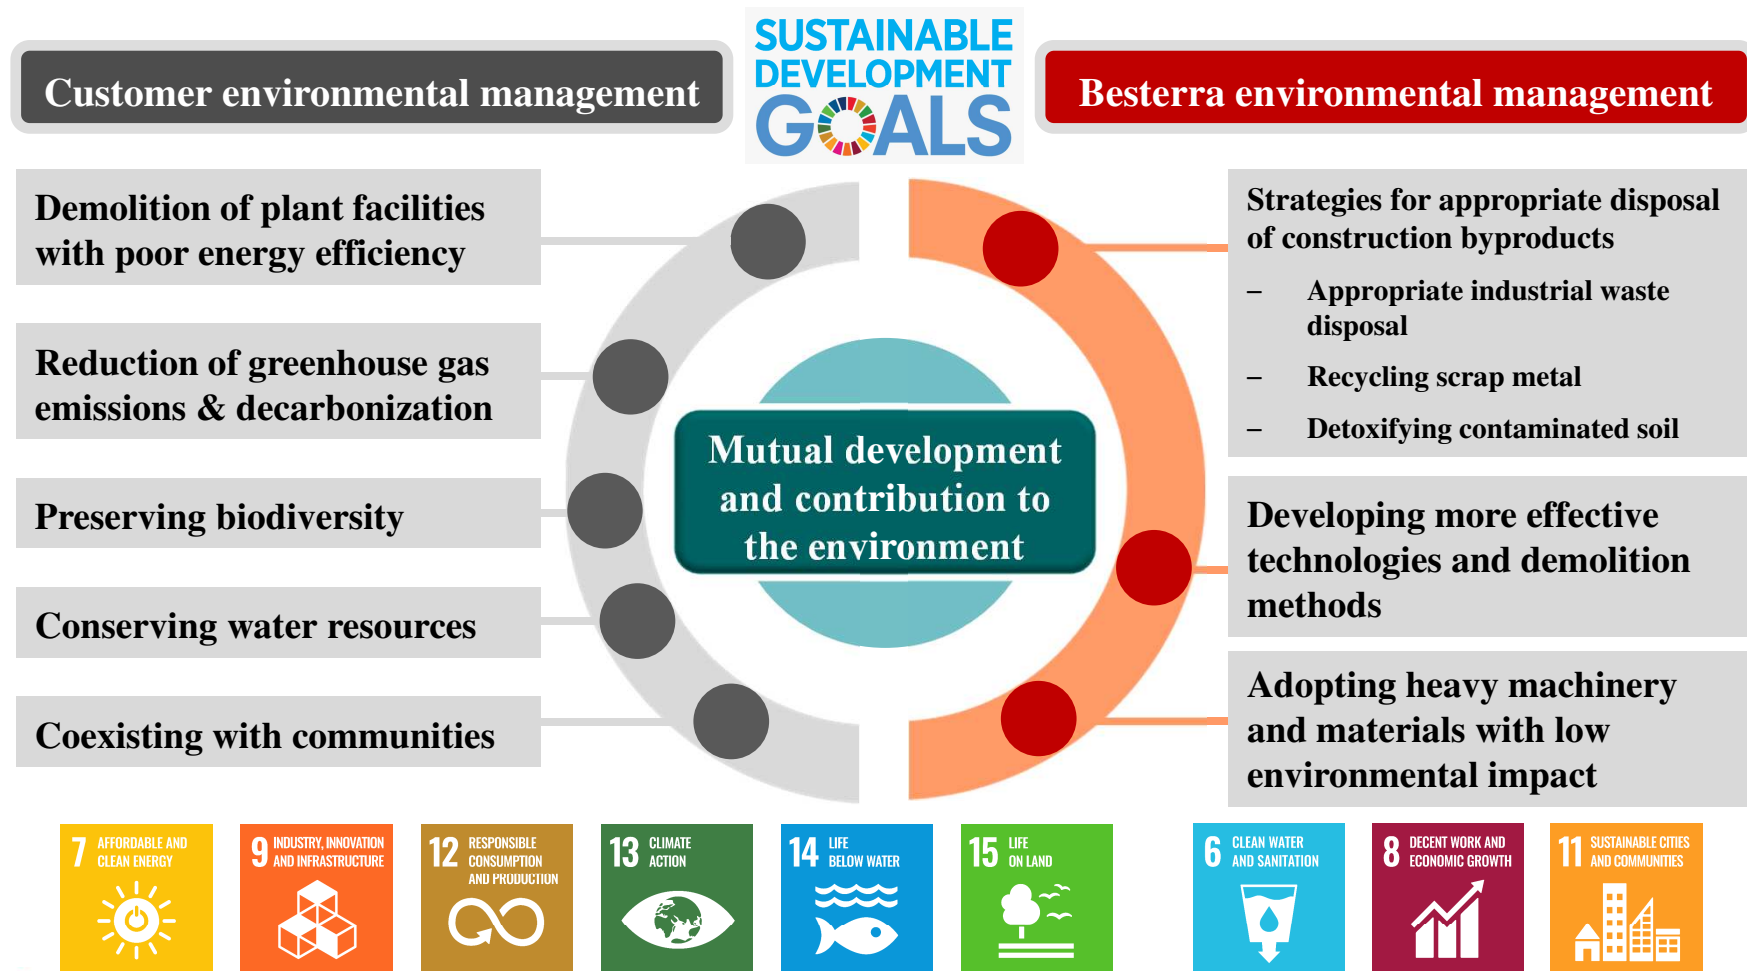 SUSTAINABLE
DEVELOPMENT
GOALS
Customer environmental management
Besterra environmental management
Demolition of plant facilities
with poor energy efficiency
Reduction of greenhouse gas
emissions & decarbonization
Preserving biodiversity
Conserving water resources
Coexisting with communities
Mutual development
and contribution to
the environment
Strategies for appropriate disposal
of construction byproducts
– Appropriate industrial waste
disposal
– Recycling scrap metal
– Detoxifying contaminated soil
Developing more effective
technologies and demolition
methods
Adopting heavy machinery
and materials with low
environmental impact
7 AFFORDABLE AND
CLEAN ENERGY
9 INDUSTRY, INNOVATION
AND INFRASTRUCTURE
12 RESPONSIBLE
CONSUMPTION
AND PRODUCTION
13 CLIMATE
ACTION
14 LIFE
BELOW WATER
15 LIFE
ON LAND
6 CLEAN WATER
AND SANITATION
8 DECENT WORK AND
ECONOMIC GROWTH
11 SUSTAINABLE CITIES
AND COMMUNITIES